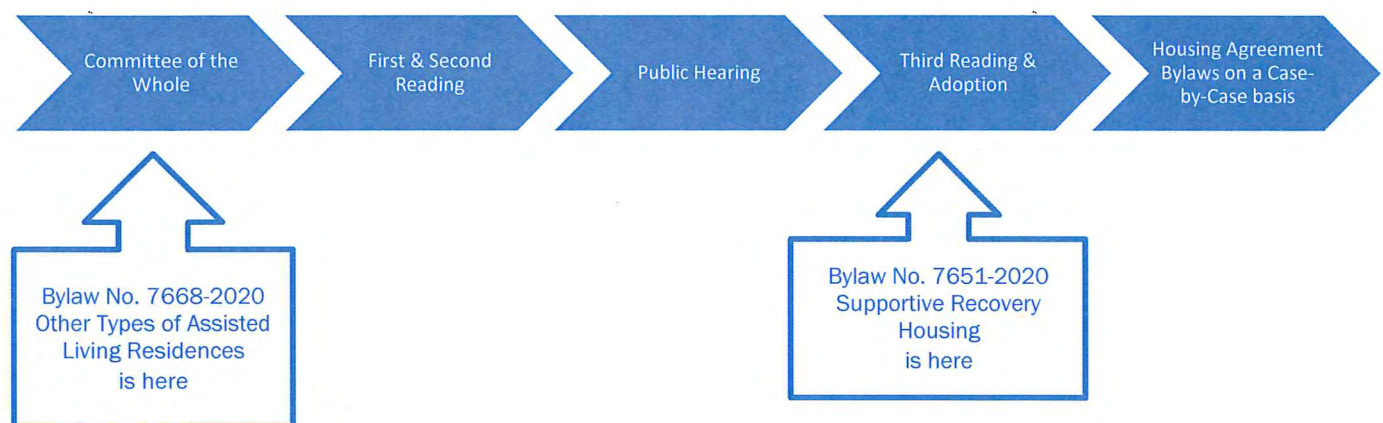 Committee of the
Whole
First & Second
Reading
Public Hearing
Third Reading &
Adoption
Housing Agreement
Bylaws on a Case-
by-Case basis
Bylaw No. 7668-2020
Other Types of Assisted
Living Residences
is here
Bylaw No. 7651-2020
Supportive Recovery
Housing
is here